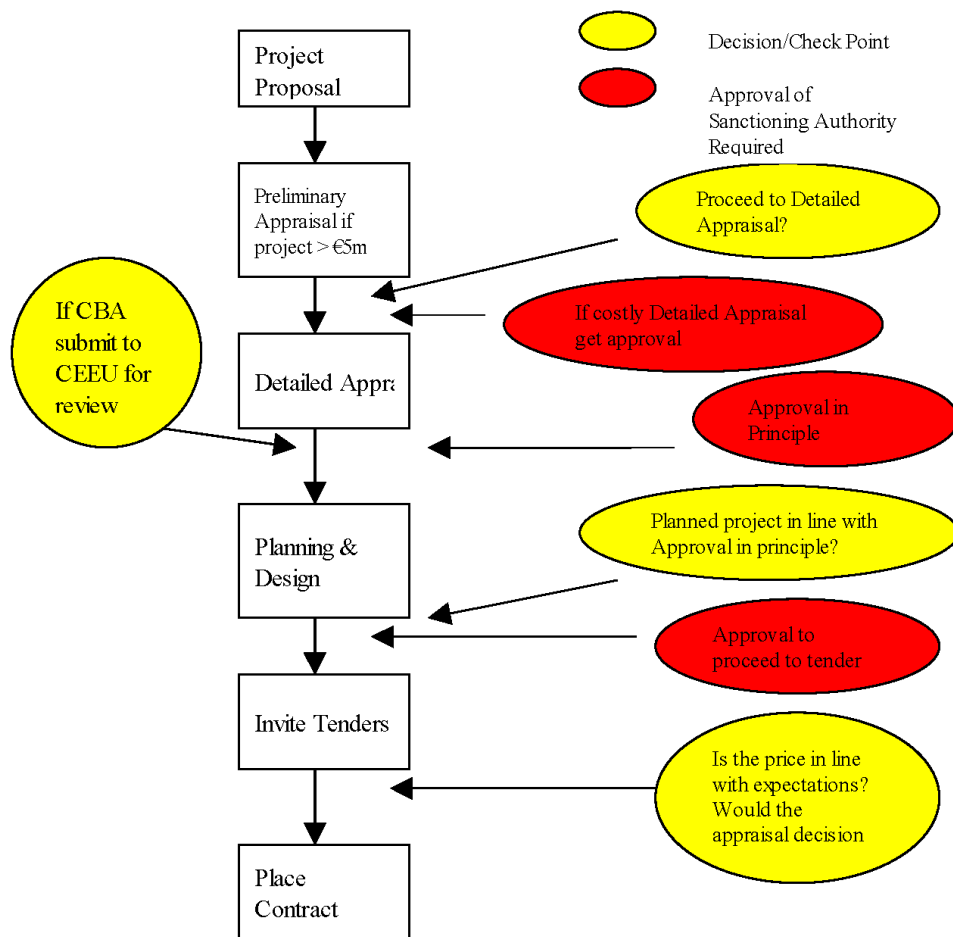 Project
Proposal
Decision/Check Point
Approval of
Sanctioning Authority
Required
Preliminary
Appraisal if
project > €5m
Proceed to Detailed
Appraisal?
If CBA
submit to
CEEU for
review
If costly Detailed Appraisal
get approval
Detailed Appra
Approval in
Principle
Planning &
Design
Planned project in line with
Approval in principle?
Approval to
proceed to tender
Invite Tenders
Is the price in line
with expectations?
Would the
appraisal decision
Place
Contract